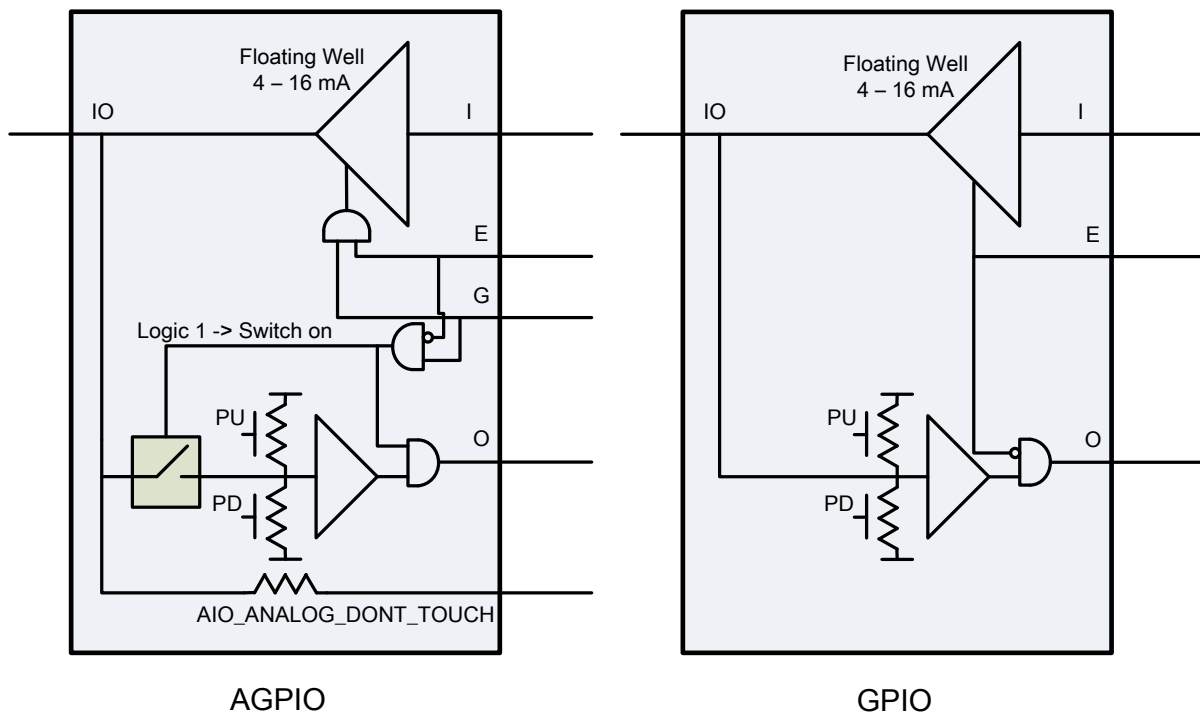 Floating Well
4 – 16 mA
IO
I
E
G
Logic 1 -> Switch on
PU
O
PD
AIO_ANALOG_DONT_TOUCH
AGPIO
Floating Well
4 – 16 mA
IO
I
E
PU
O
PD
GPIO